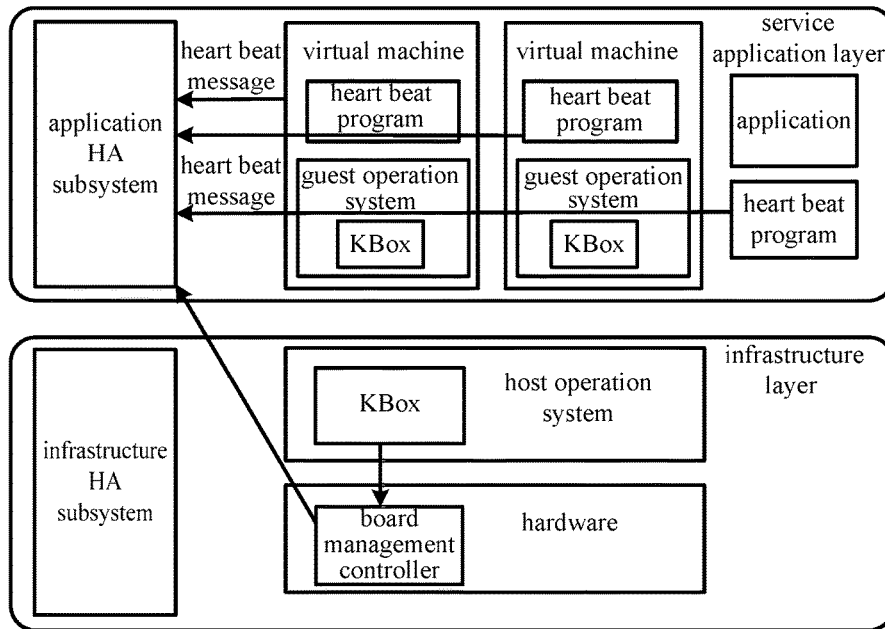 service
application layer
heart beat
message
virtual machine
virtual machine
heart beat
program
heart beat
program
application
application
HA
subsystem
heart beat
message
guest operation
system
KBox
guest operation
system
KBox
heart beat
program
infrastructure
layer
infrastructure
HA
subsystem
KBox
host operation
system
board
management
controller
hardware